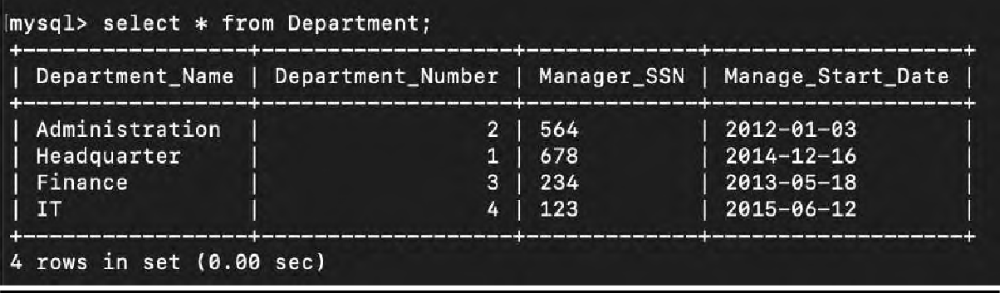 [mysql> select * from Department;
+------------------+-------------------+-------------+-------------------+
| Department_Name | Department_Number | Manager_SSN | Manage_Start_Date |
+------------------+-------------------+-------------+-------------------+
| Administration | 2 | 564 | 2012-01-03 |
| Headquarter | 1 | 678 | 2014-12-16 |
| Finance | 3 | 234 | 2013-05-18 |
| IT | 4 | 123 | 2015-06-12 |
+------------------+-------------------+-------------+-------------------+
4 rows in set (0.00 sec)